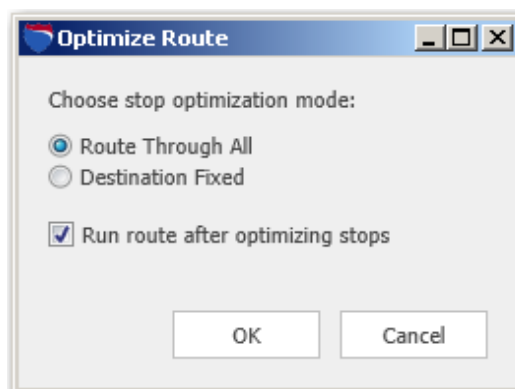 Optimize Route
Choose stop optimization mode:
Route Through All
Destination Fixed
Run route after optimizing stops
OK Cancel